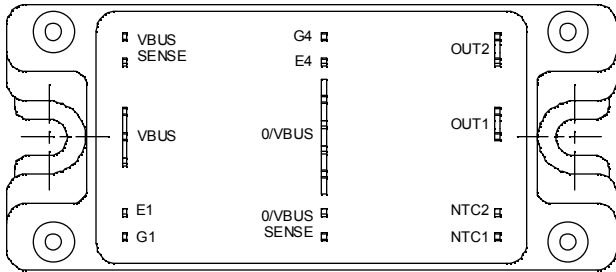 VBUS
SENSE
G4
E4
OUT2
VBUS
0/VBUS
OUT1
E1
G1
0/VBUS
SENSE
NTC2
NTC1